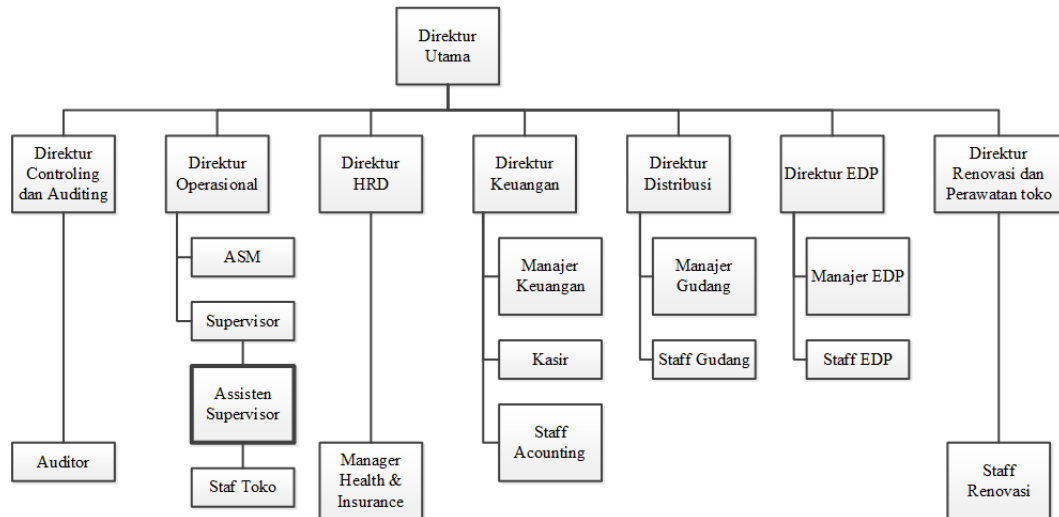 Direktur
Utama
Direktur
Controling
dan Auditing
Direktur
Operasional
Direktur
HRD
Direktur
Keuangan
Direktur
Distribusi
Direktur EDP
Direktur
Renovasi dan
Perawatan toko
ASM
Manajer
Keuangan
Manajer
Gudang
Manajer EDP
Supervisor
Kasir
Staff Gudang
Staff EDP
Assisten
Supervisor
Staff
Acounting
Auditor
Staf Toko
Manager
Health &
Insurance
Staff
Renovasi